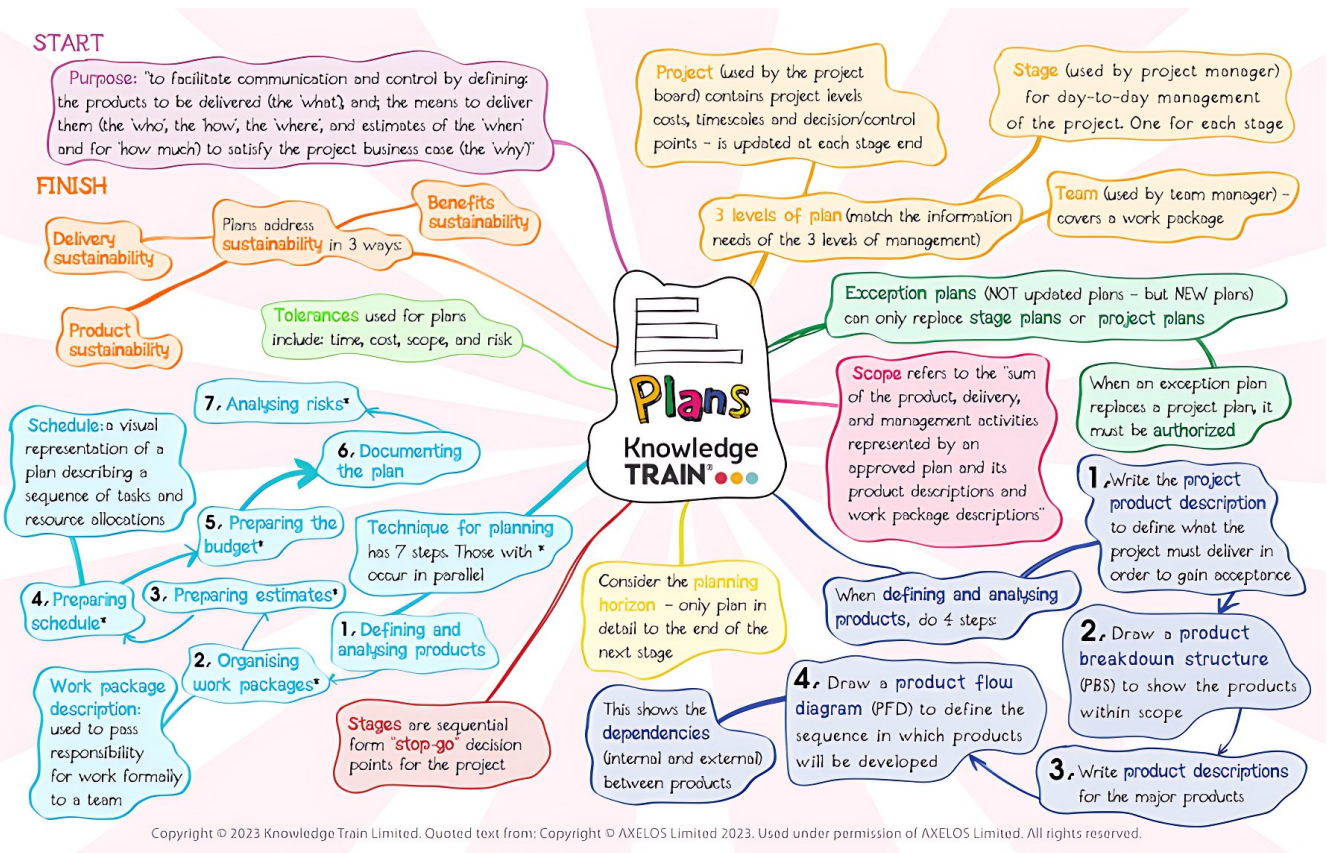 START
Purpose: "to facilitate communication and control by defining:
the products to be delivered (the 'what'), and; the means to deliver
them (the 'who', the 'how', the 'where', and estimates of the 'when'
and for 'how much') to satisfy the project business case (the 'why')"
Project (used by the project
board) contains project levels
costs, timescales and decision/control
points - is updated at each stage end
Stage (used by project manager)
for day-to-day management
of the project. One for each stage
Team (used by team manager) -
covers a work package
3 levels of plan (match the information
needs of the 3 levels of management)
Exception plans (NOT updated plans - but NEW plans)
can only replace stage plans or project plans
When an exception plan
replaces a project plan, it
must be authorized
Scope refers to the "sum
of the product, delivery,
and management activities
represented by an
approved plan and its
product descriptions and
work package descriptions"
When defining and analysing
products, do 4 steps:
1. Write the project
product description
to define what the
project must deliver in
order to gain acceptance
2. Draw a product
breakdown structure
(PBS) to show the products
within scope
3. Write product descriptions
for the major products
4. Draw a product flow
diagram (PFD) to define the
sequence in which products
will be developed
This shows the
dependencies
(internal and external)
between products
Consider the planning
horizon - only plan in
detail to the end of the
next stage
Stages are sequential
form "stop-go" decision
points for the project
Technique for planning
has 7 steps. Those with *
occur in parallel
1. Defining and
analysing products
2. Organising
work packages*
Work package
description:
used to pass
responsibility
for work formally
to a team
3. Preparing estimates*
4. Preparing
schedule*
Schedule: a visual
representation of a
plan describing a
sequence of tasks and
resource allocations
5. Preparing the
budget*
6. Documenting
the plan
7. Analysing risks*
Tolerances used for plans
include: time, cost, scope, and risk
FINISH
Plans address
sustainability in 3 ways:
Benefits
sustainability
Delivery
sustainability
Product
sustainability
Plans
Knowledge
TRAIN®
Copyright © 2023 Knowledge Train Limited. Quoted text from: Copyright © AXELOS Limited 2023. Used under permission of AXELOS Limited. All rights reserved.